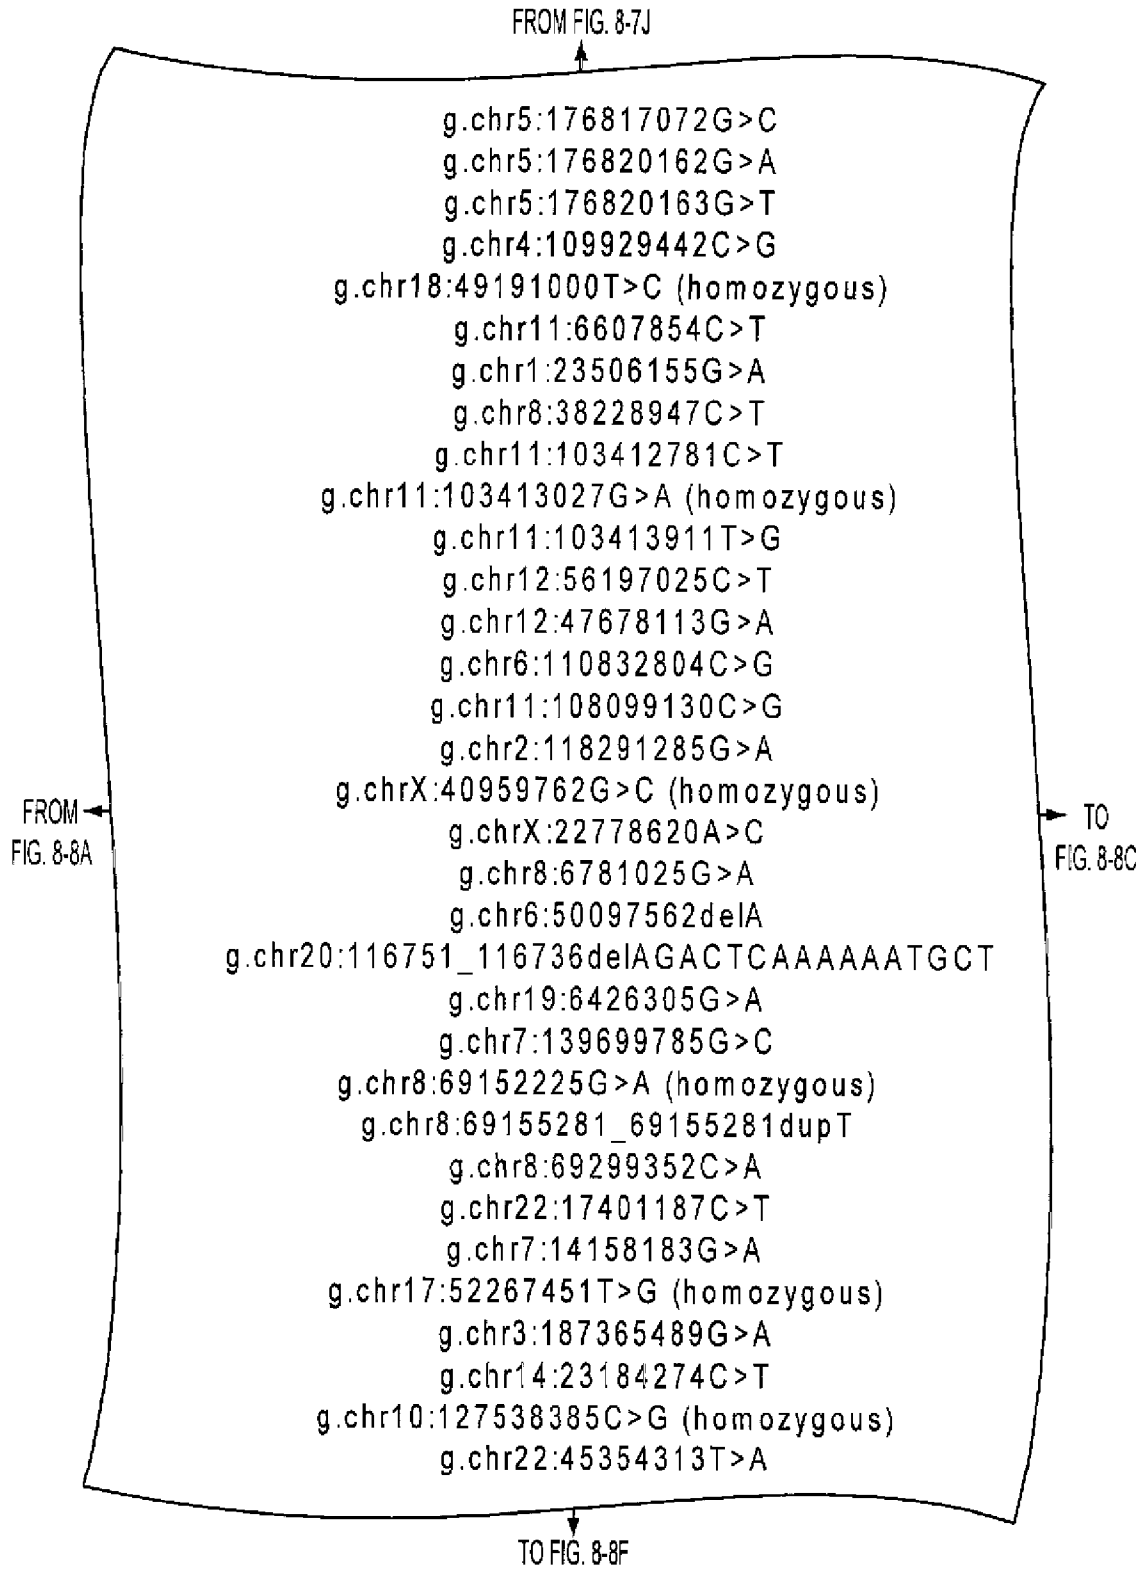 FROM FIG. 8-7J
g.chr5:176817072G>C
g.chr5:176820162G>A
g.chr5:176820163G>T
g.chr4:109929442C>G
g.chr18:49191000T>C (homozygous)
g.chr11:6607854C>T
g.chr1:23506155G>A
g.chr8:38228947C>T
g.chr11:103412781C>T
g.chr11:103413027G>A (homozygous)
g.chr11:103413911T>G
g.chr12:56197025C>T
g.chr12:47678113G>A
g.chr6:110832804C>G
g.chr11:108099130C>G
g.chr2:118291285G>A
g.chrX:40959762G>C (homozygous)
FROM
FIG. 8-8A
TO
FIG. 8-8C
g.chrX:22778620A>C
g.chr8:6781025G>A
g.chr6:50097562delA
g.chr20:116751_116736delAGACTCAAAAAATGCT
g.chr19:6426305G>A
g.chr7:139699785G>C
g.chr8:69152225G>A (homozygous)
g.chr8:69155281_69155281dupT
g.chr8:69299352C>A
g.chr22:17401187C>T
g.chr7:14158183G>A
g.chr17:52267451T>G (homozygous)
g.chr3:187365489G>A
g.chr14:23184274C>T
g.chr10:127538385C>G (homozygous)
g.chr22:45354313T>A
TO FIG. 8-8F